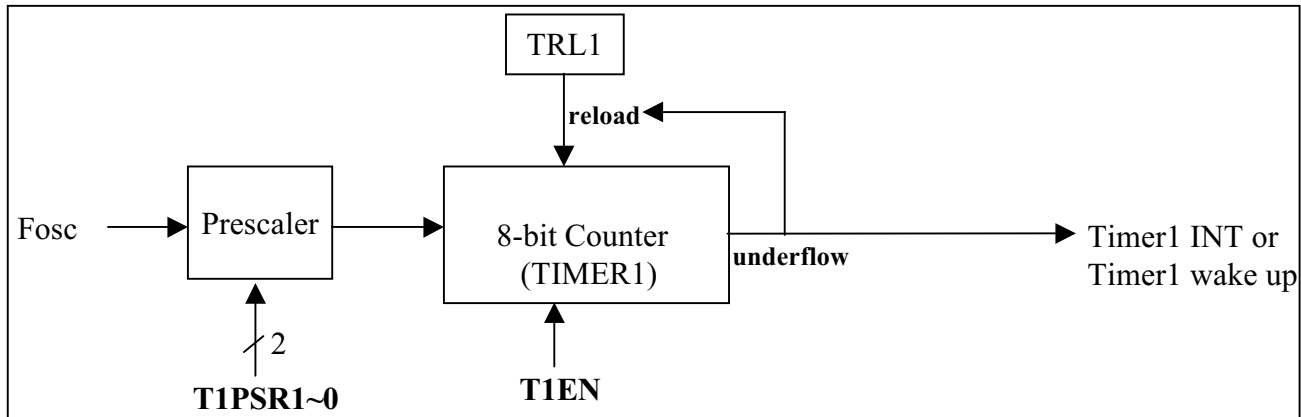 TRL1
reload
Fosc
Prescaler
8-bit Counter
(TIMER1)
underflow
Timer1 INT or
Timer1 wake up
2
T1PSR1~0
T1EN